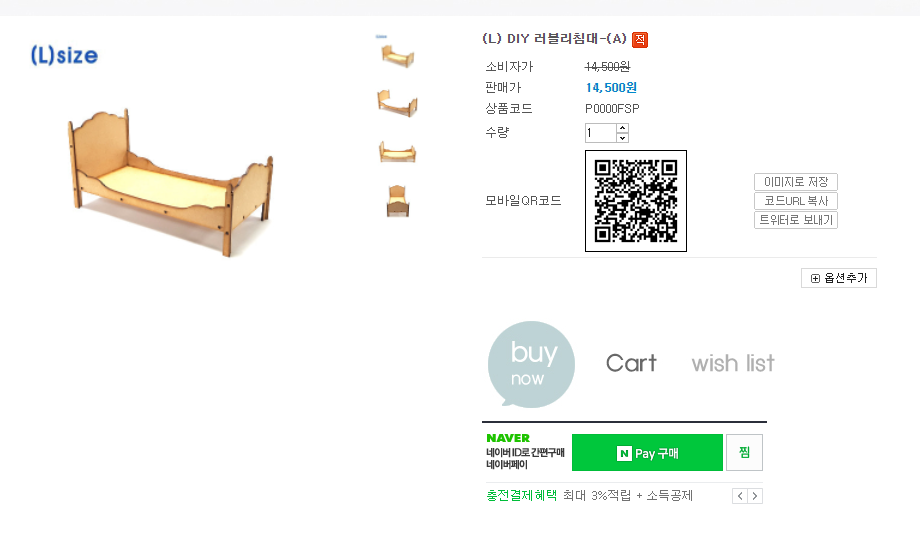 (L)size
(L) DIY 러블리침대-(A) 적
소비자가 14,500원
판매가 14,500원
상품코드 P0000FSP
수량 1
모바일QR코드
이미지로 저장
코드URL 복사
트위터로 보내기
옵션추가
buy
now
Cart
wish list
NAVER
네이버 ID로 간편구매
네이버페이
N Pay 구매
찜
충전결제혜택 최대 3%적립 + 소득공제